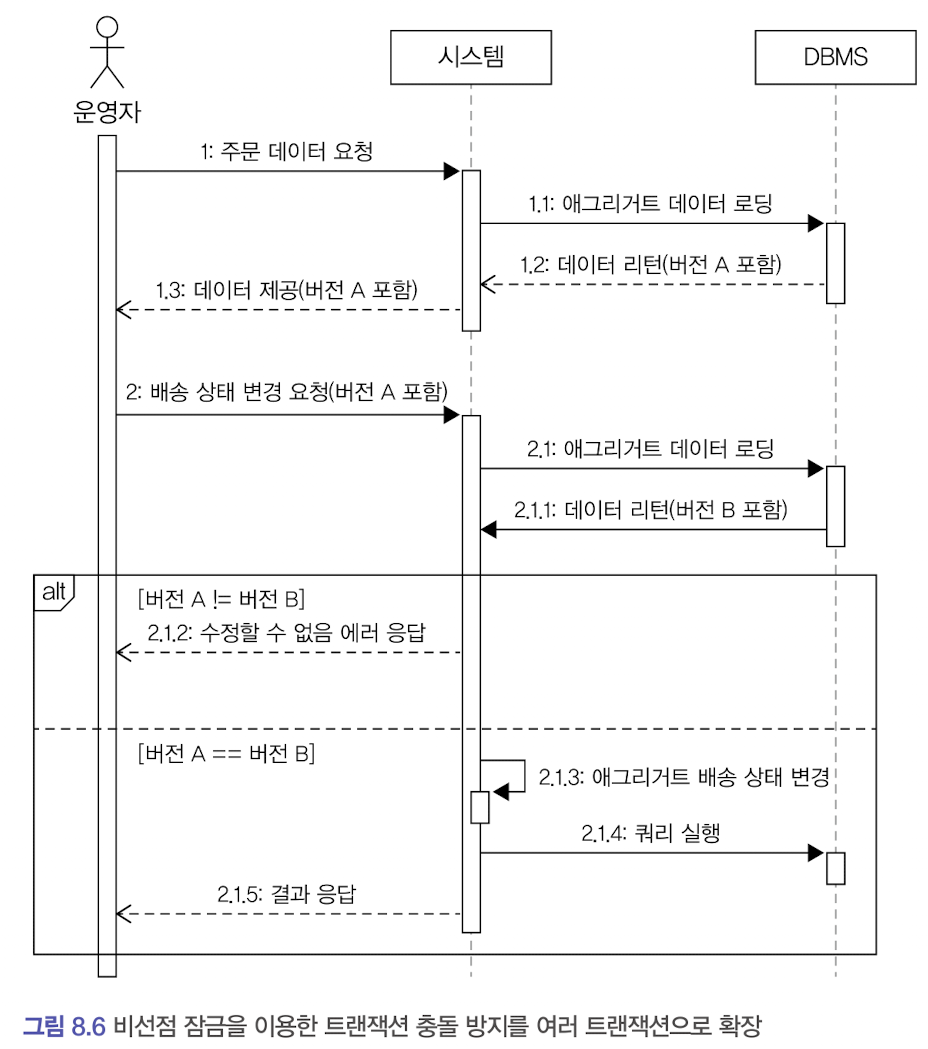 운영자
시스템
DBMS
1: 주문 데이터 요청
1.1: 애그리거트 데이터 로딩
1.2: 데이터 리턴(버전 A 포함)
1.3: 데이터 제공(버전 A 포함)
2: 배송 상태 변경 요청(버전 A 포함)
2.1: 애그리거트 데이터 로딩
2.1.1: 데이터 리턴(버전 B 포함)
alt
[버전 A != 버전 B]
2.1.2: 수정할 수 없음 에러 응답
[버전 A == 버전 B]
2.1.3: 애그리거트 배송 상태 변경
2.1.4: 쿼리 실행
2.1.5: 결과 응답
그림 8.6 비선점 잠금을 이용한 트랜잭션 충돌 방지를 여러 트랜잭션으로 확장